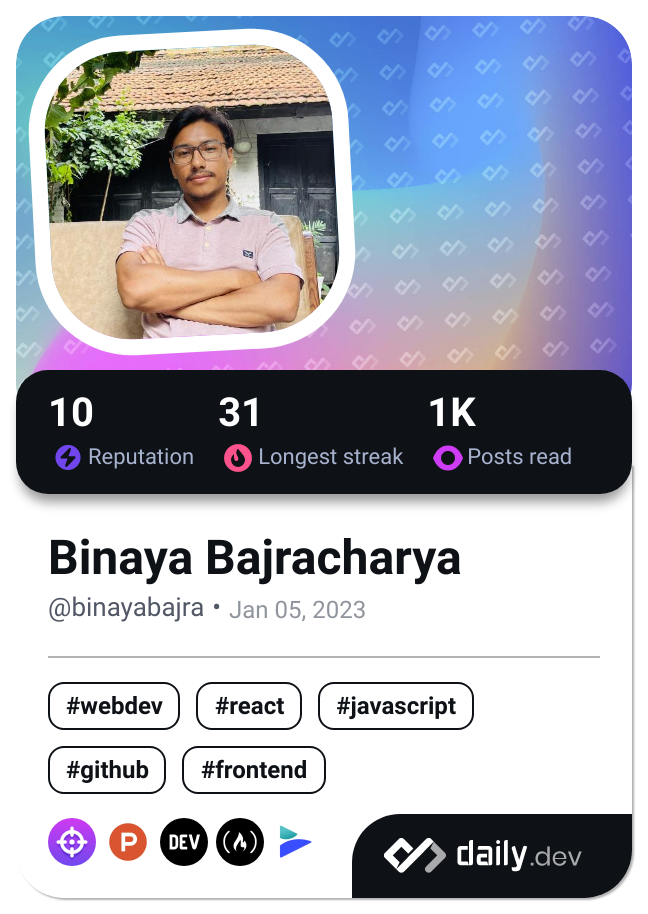 10 31 1K
Reputation Longest streak Posts read
Binaya Bajracharya
@binayabajra • Jan 05, 2023
#webdev #react #javascript
#github #frontend
P DEV
daily.dev